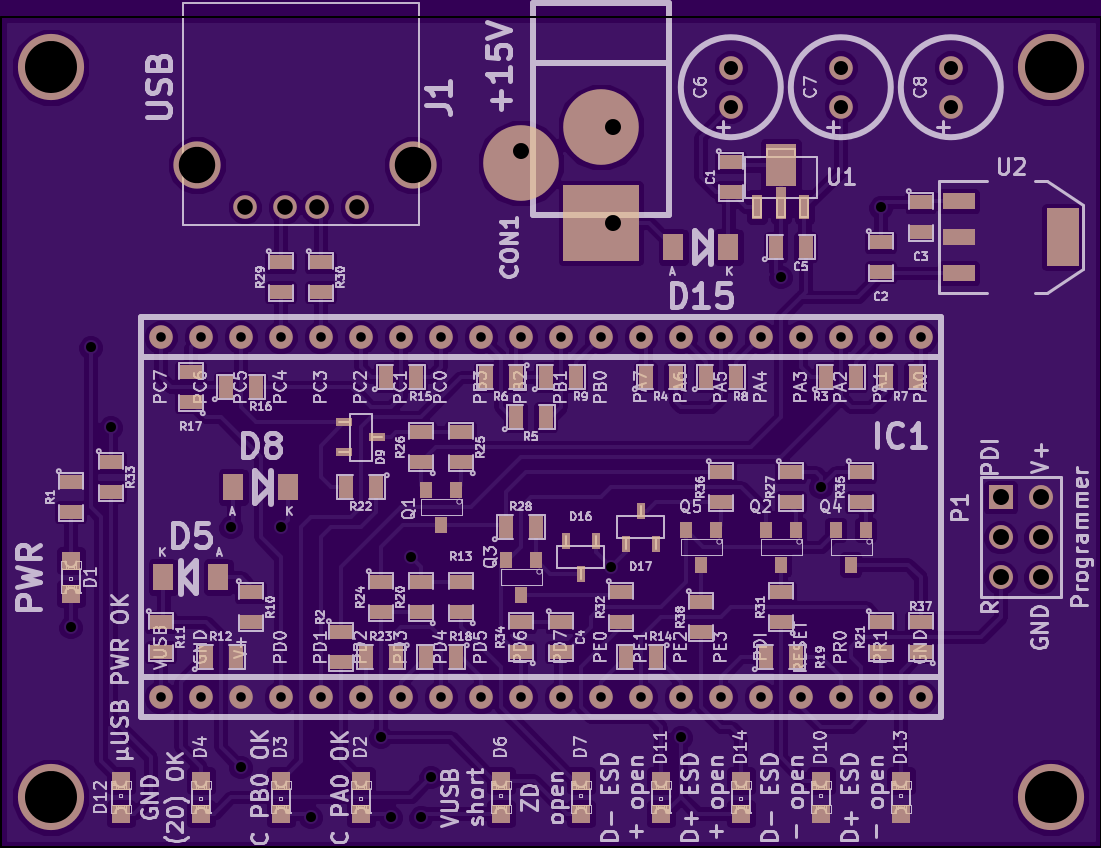 USB
J1
+15V
C6
C7
C8
+
+
+
C1
U1
U2
CON1
R29
R30
A
K
D15
C5
C3
C2
PC7
PC6
PC5
PC4
PC3
PC2
PC1
PC0
PB3
PB2
PB1
PB0
PA7
PA6
PA5
PA4
PA3
PA2
PA1
PA0
R17
R16
R15
R6
R9
R4
R8
R3
R7
R5
D8
D9
R26
R25
IC1
PDI
V+
R1
R33
A
K
R22
Q1
R28
D16
D17
R36
R27
R35
Q5
Q2
Q4
P1
Programmer
D5
K
A
PWR
D1
R13
Q3
R10
R2
R24
R20
R32
R38
R31
R37
GND
R11
R12
R23
R18
R34
C4
R14
R19
R21
VUSB
GND
V+
PD0
PD1
PD2
PD3
PD4
PD5
PD6
PD7
PE0
PE1
PE2
PE3
PDI
RESET
PR0
PR1
GND
µUSB PWR OK
D12
GND
(20) OK
D4
C PB0 OK
D3
C PA0 OK
D2
VUSB
short
D6
ZD
open
D7
D- ESD
+ open
D11
D+ ESD
+ open
D14
D- ESD
- open
D10
D+ ESD
- open
D13